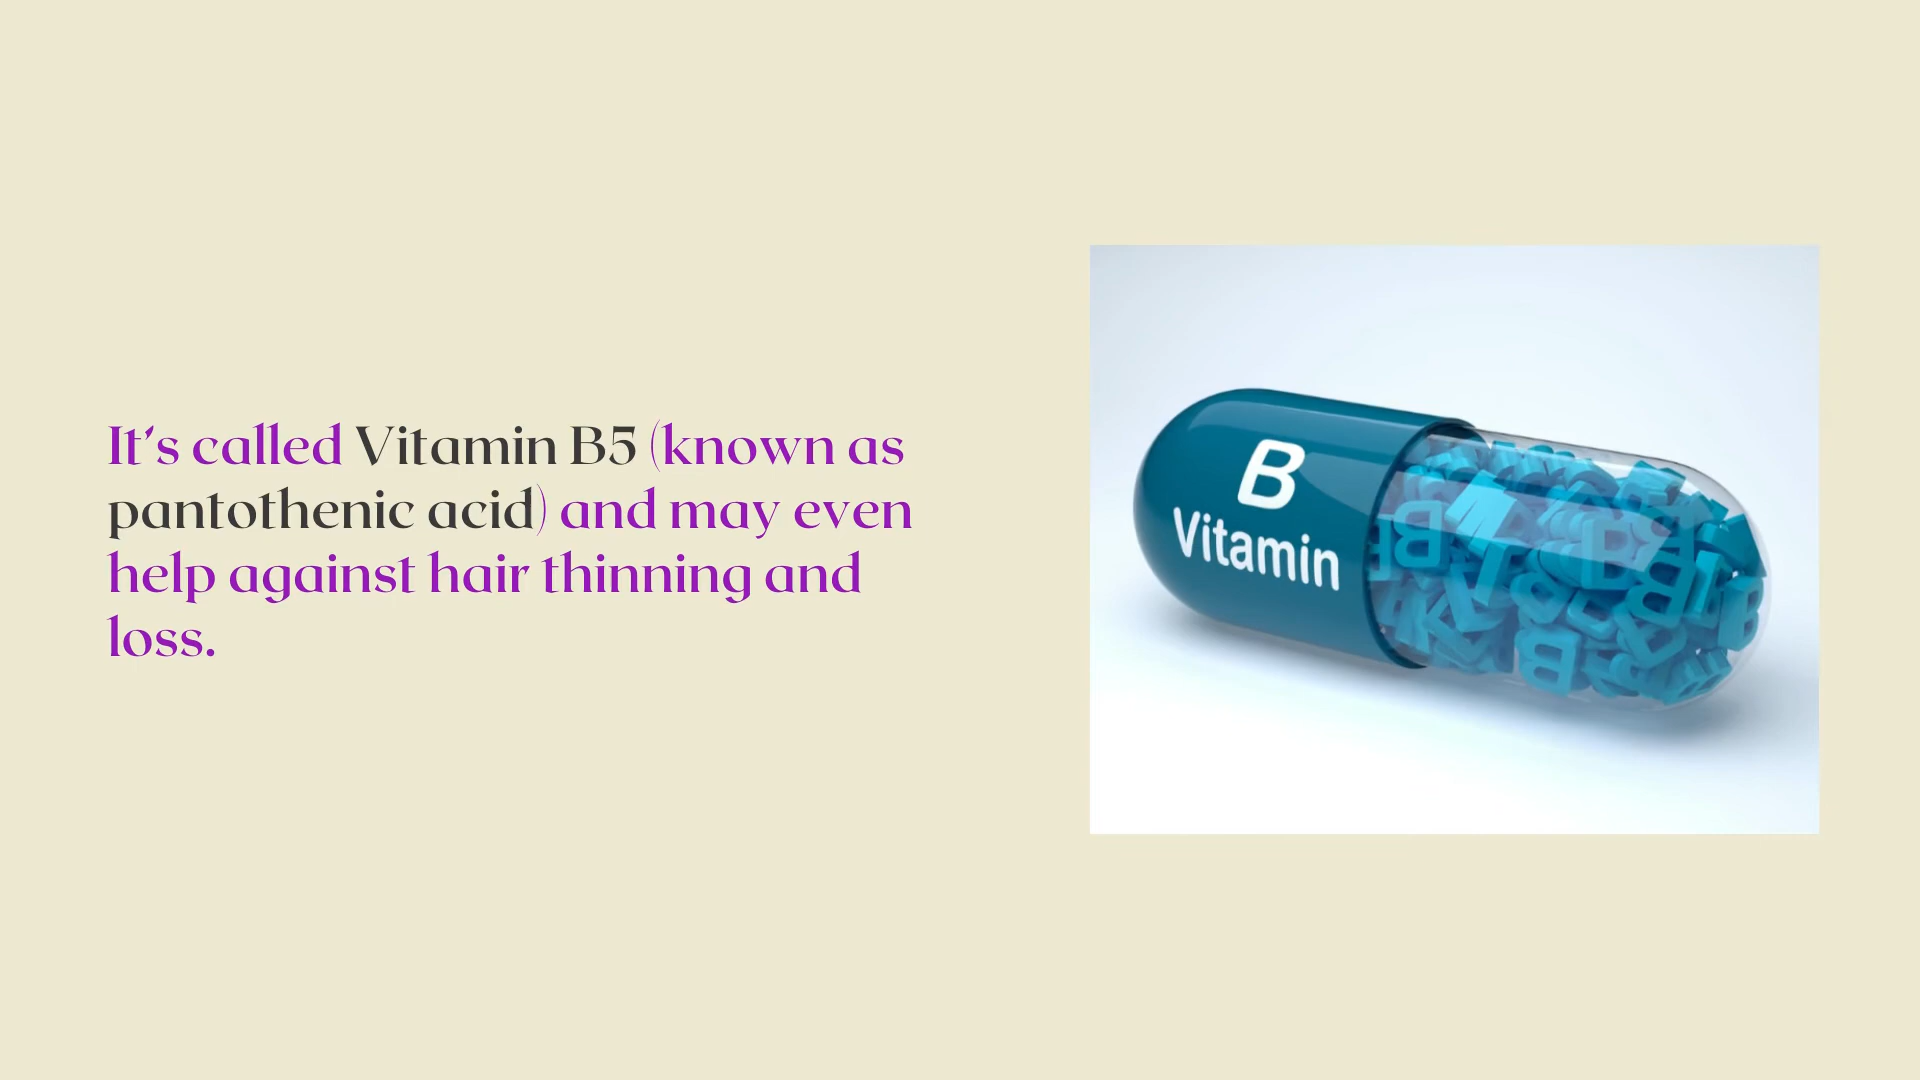 It's called Vitamin B5 (known as
pantothenic acid) and may even
help against hair thinning and
loss.
B
Vitamin